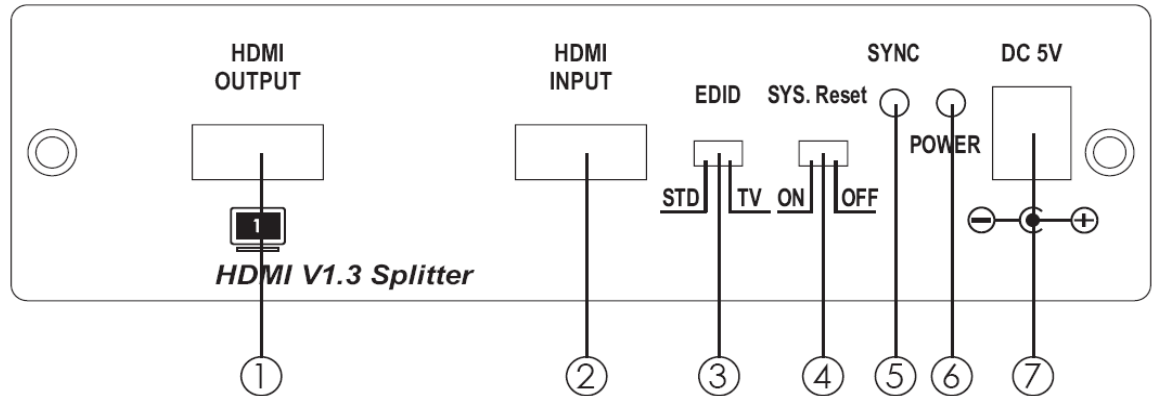 HDMI
OUTPUT
HDMI
INPUT
EDID
SYS. Reset
SYNC
DC 5V
POWER
STD
TV
ON
OFF
1
HDMI V1.3 Splitter
① ② ③ ④ ⑤ ⑥ ⑦